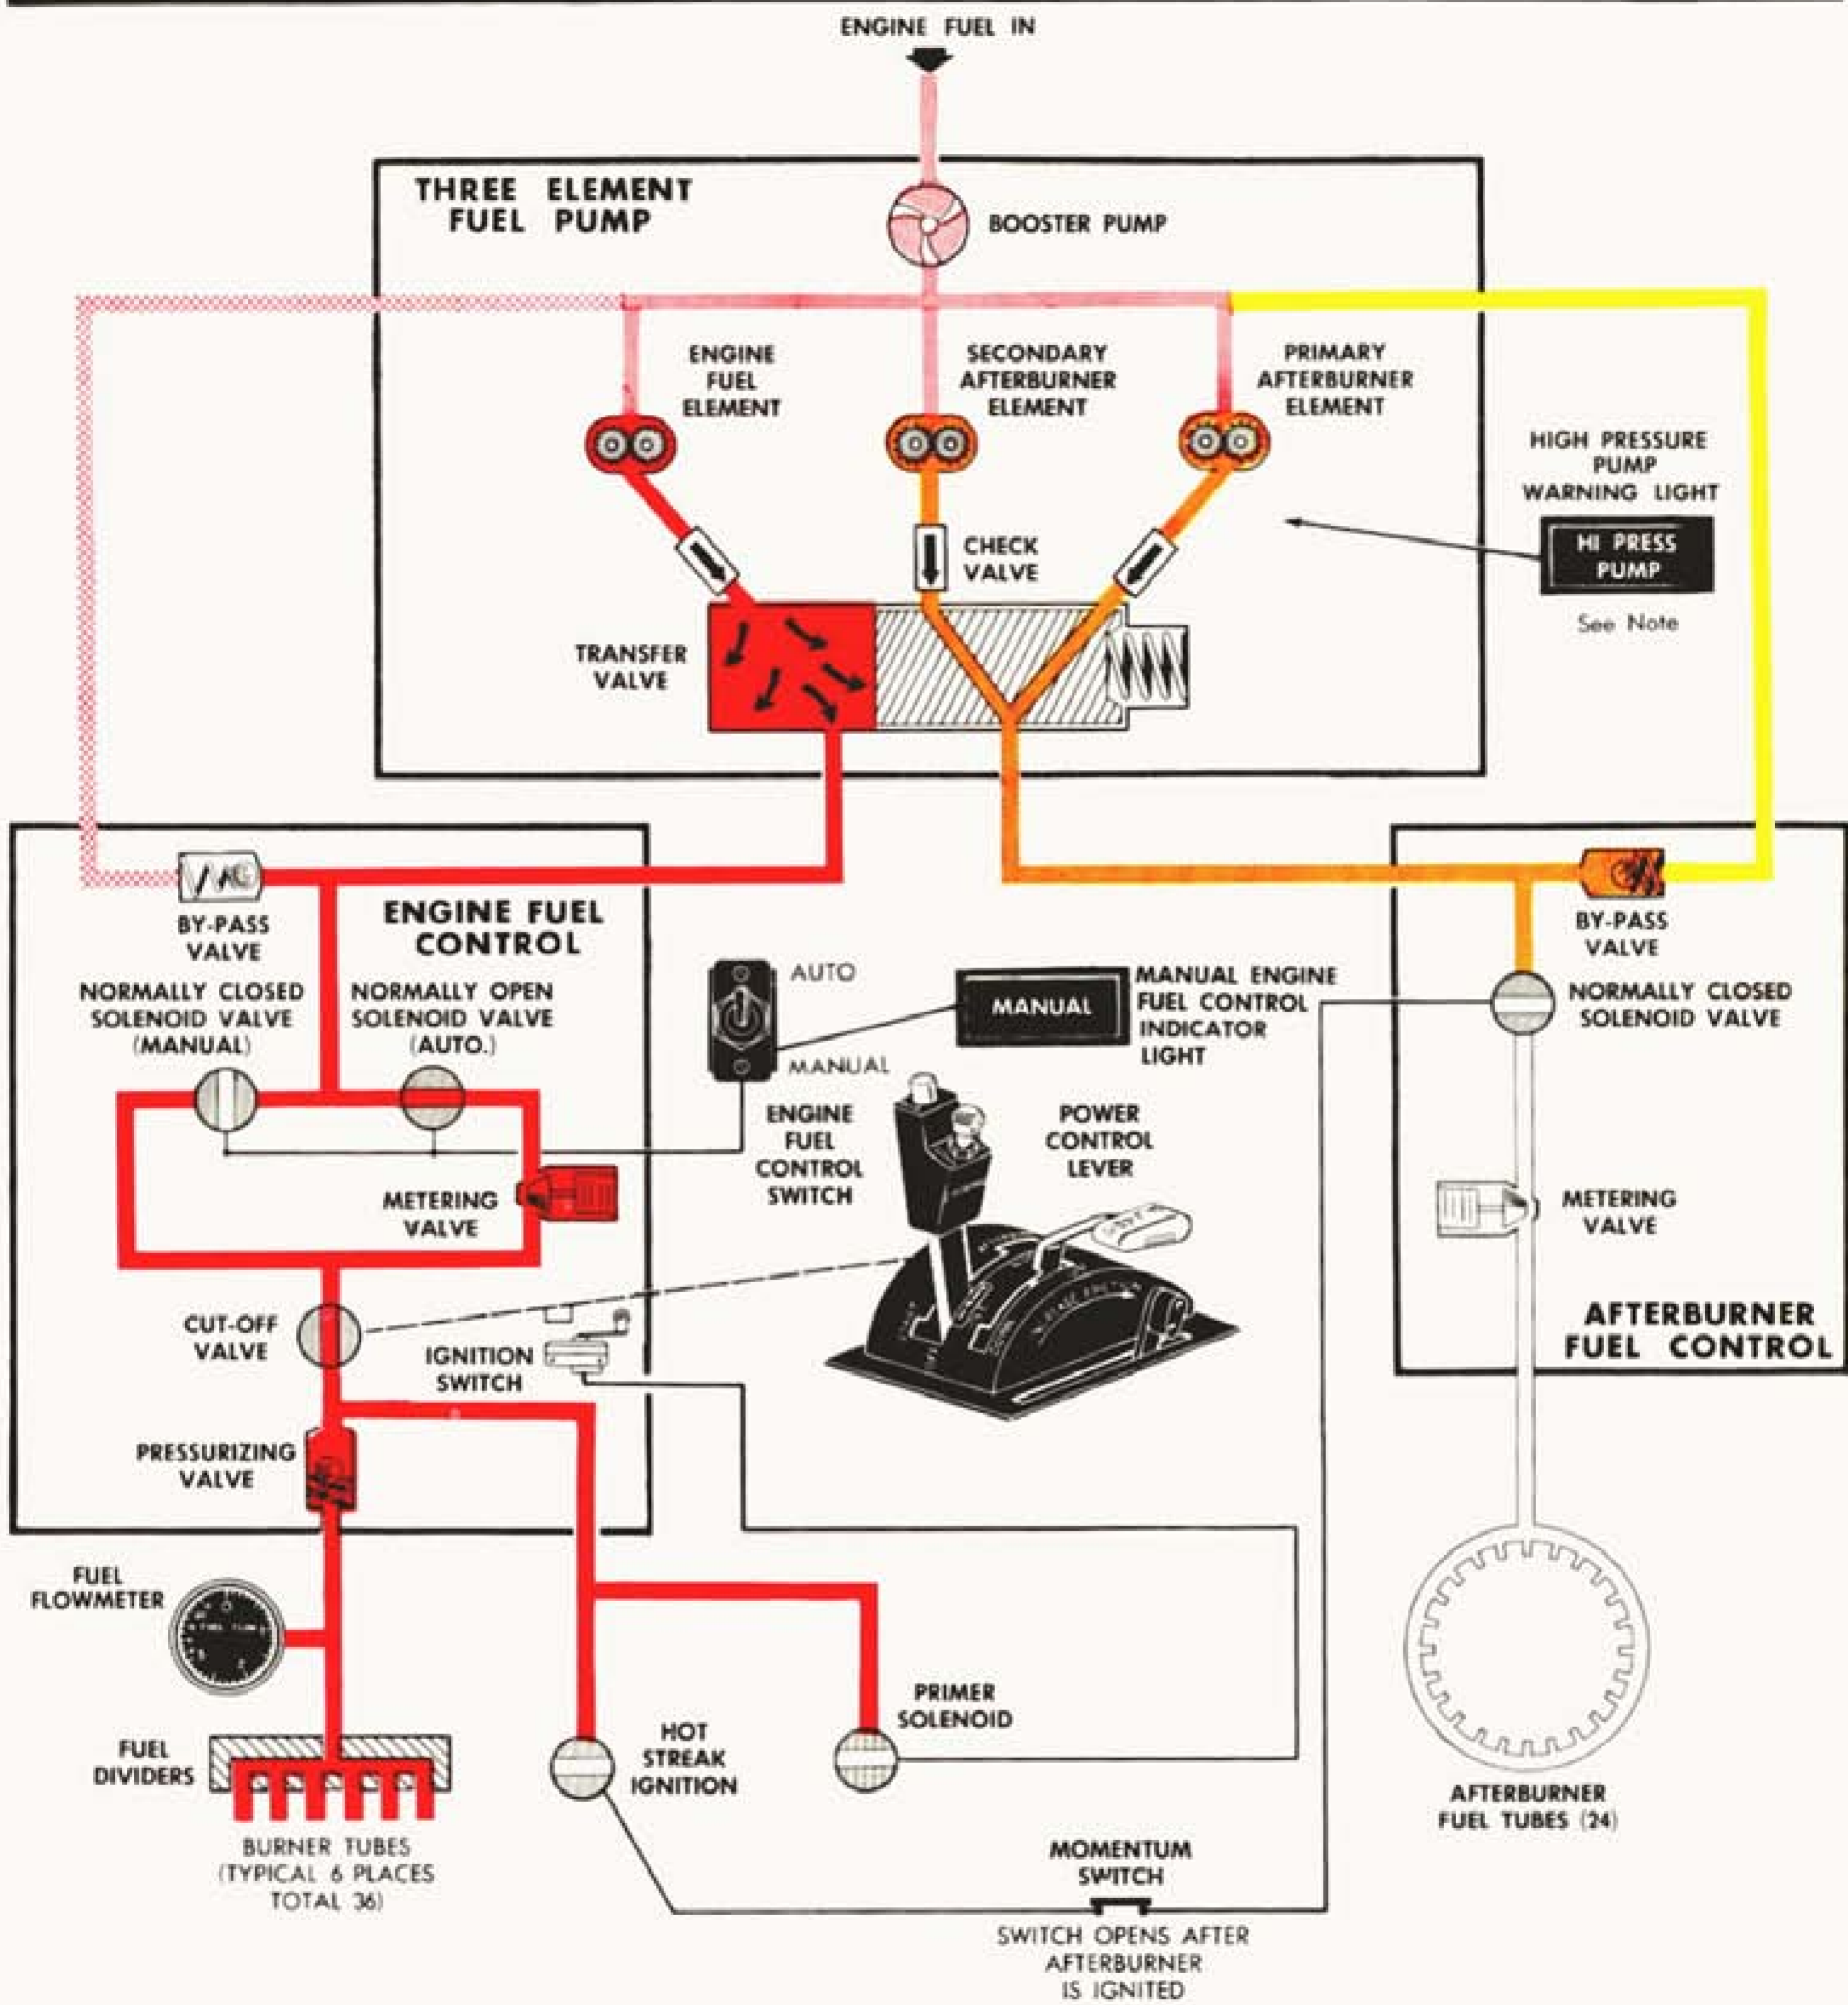 ENGINE FUEL IN
THREE ELEMENT
FUEL PUMP
BOOSTER PUMP
ENGINE
FUEL
ELEMENT
SECONDARY
AFTERBURNER
ELEMENT
PRIMARY
AFTERBURNER
ELEMENT
HIGH PRESSURE
PUMP
WARNING LIGHT
HI PRESS
PUMP
See Note
CHECK
VALVE
TRANSFER
VALVE
BY-PASS
VALVE
ENGINE FUEL
CONTROL
NORMALLY CLOSED
SOLENOID VALVE
(MANUAL)
NORMALLY OPEN
SOLENOID VALVE
(AUTO.)
AUTO
MANUAL
ENGINE
FUEL
CONTROL
SWITCH
MANUAL
MANUAL ENGINE
FUEL CONTROL
INDICATOR
LIGHT
POWER
CONTROL
LEVER
BY-PASS
VALVE
NORMALLY CLOSED
SOLENOID VALVE
METERING
VALVE
METERING
VALVE
AFTERBURNER
FUEL CONTROL
CUT-OFF
VALVE
IGNITION
SWITCH
PRESSURIZING
VALVE
FUEL
FLOWMETER
FUEL FLOW
FUEL
DIVIDERS
BURNER TUBES
(TYPICAL 6 PLACES
TOTAL 36)
HOT
STREAK
IGNITION
PRIMER
SOLENOID
MOMENTUM
SWITCH
SWITCH OPENS AFTER
AFTERBURNER
IS IGNITED
AFTERBURNER
FUEL TUBES (24)